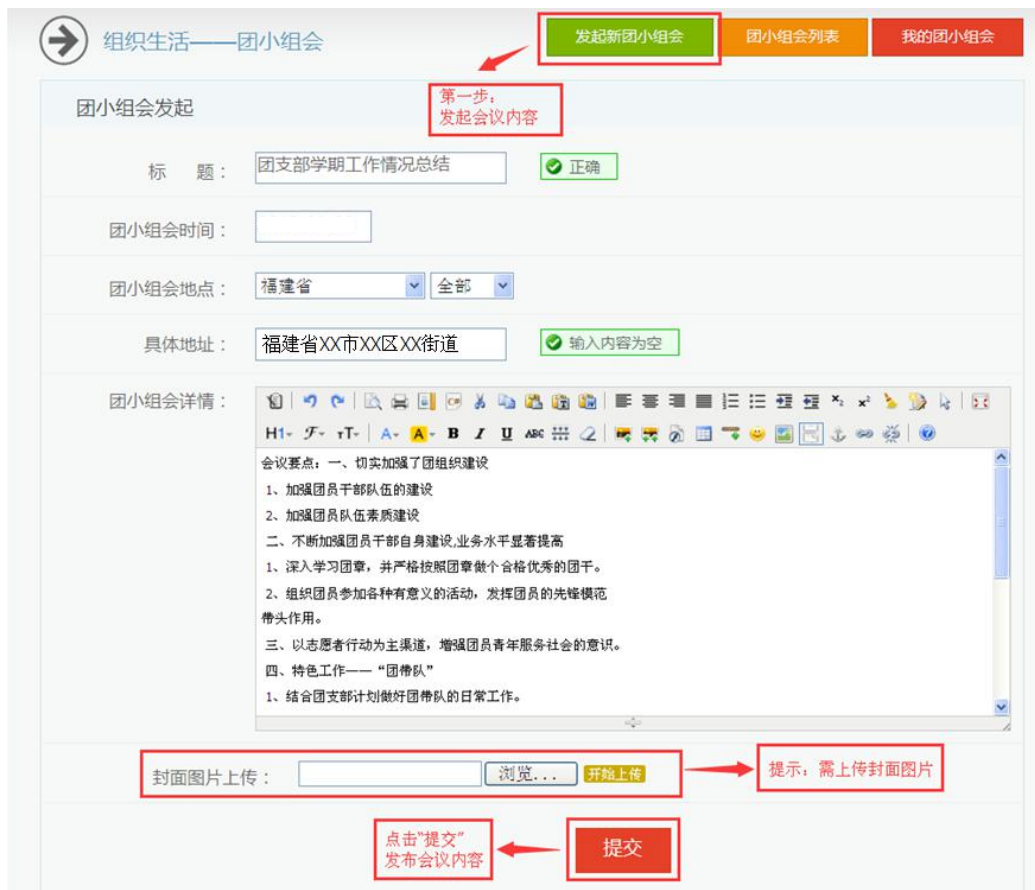 组织生活——团小组会
发起新团小组会
团小组会列表
我的团小组会
第一步：
发起会议内容
团小组会发起
标 题：
团支部学期工作情况总结
正确
团小组会时间：
团小组会地点：
福建省
全部
具体地址：
福建省XX市XX区XX街道
输入内容为空
团小组会详情：
会议要点：一、切实加强了团组织建设
1、加强团员干部队伍的建设
2、加强团员队伍素质建设
二、不断加强团员干部自身建设,业务水平显著提高
1、深入学习团章，并严格按照团章做个合格优秀的团干。
2、组织团员参加各种有意义的活动，发挥团员的先锋模范
带头作用。
三、以志愿者行动为主渠道，增强团员青年服务社会的意识。
四、特色工作——“团带队”
1、结合团支部计划做好团带队的日常工作。
封面图片上传：
浏览...
开始上传
提示：需上传封面图片
点击“提交”
发布会议内容
提交